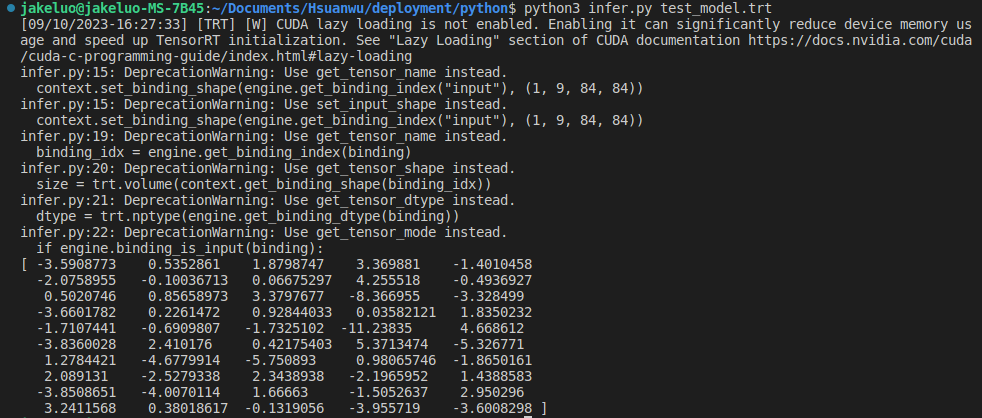 jakeluo@jakeluo-MS-7B45:~/Documents/Hsuanwu/deployment/python$ python3 infer.py test_model.trt
[09/10/2023-16:27:33] [TRT] [W] CUDA lazy loading is not enabled. Enabling it can significantly reduce device memory us
age and speed up TensorRT initialization. See "Lazy Loading" section of CUDA documentation https://docs.nvidia.com/cuda
/cuda-c-programming-guide/index.html#lazy-loading
infer.py:15: DeprecationWarning: Use get_tensor_name instead.
  context.set_binding_shape(engine.get_binding_index("input"), (1, 9, 84, 84))
infer.py:15: DeprecationWarning: Use set_input_shape instead.
  context.set_binding_shape(engine.get_binding_index("input"), (1, 9, 84, 84))
infer.py:19: DeprecationWarning: Use get_tensor_name instead.
  binding_idx = engine.get_binding_index(binding)
infer.py:20: DeprecationWarning: Use get_tensor_shape instead.
  size = trt.volume(context.get_binding_shape(binding_idx))
infer.py:21: DeprecationWarning: Use get_tensor_dtype instead.
  dtype = trt.nptype(engine.get_binding_dtype(binding))
infer.py:22: DeprecationWarning: Use get_tensor_mode instead.
  if engine.binding_is_input(binding):
[ -3.5908773    0.5352861    1.8798747    3.369881    -1.4010458
  -2.0758955   -0.10036713   0.06675297   4.255518    -0.4936927
   0.5020746    0.85658973   3.3797677   -8.366955    -3.328499
  -3.6601782    0.2261472    0.92844033   0.03582121   1.8350232
  -1.7107441   -0.6909807   -1.7325102  -11.23835      4.668612
  -3.8360028    2.410176     0.42175403   5.3713474   -5.326771
   1.2784421   -4.6779914   -5.750893     0.98065746  -1.8650161
   2.089131    -2.5279338    2.3438938   -2.1965952    1.4388583
  -3.8508651   -4.0070114    1.66663     -1.5052637    2.950296
   3.2411568    0.38018617  -0.1319056   -3.955719    -3.6008298 ]